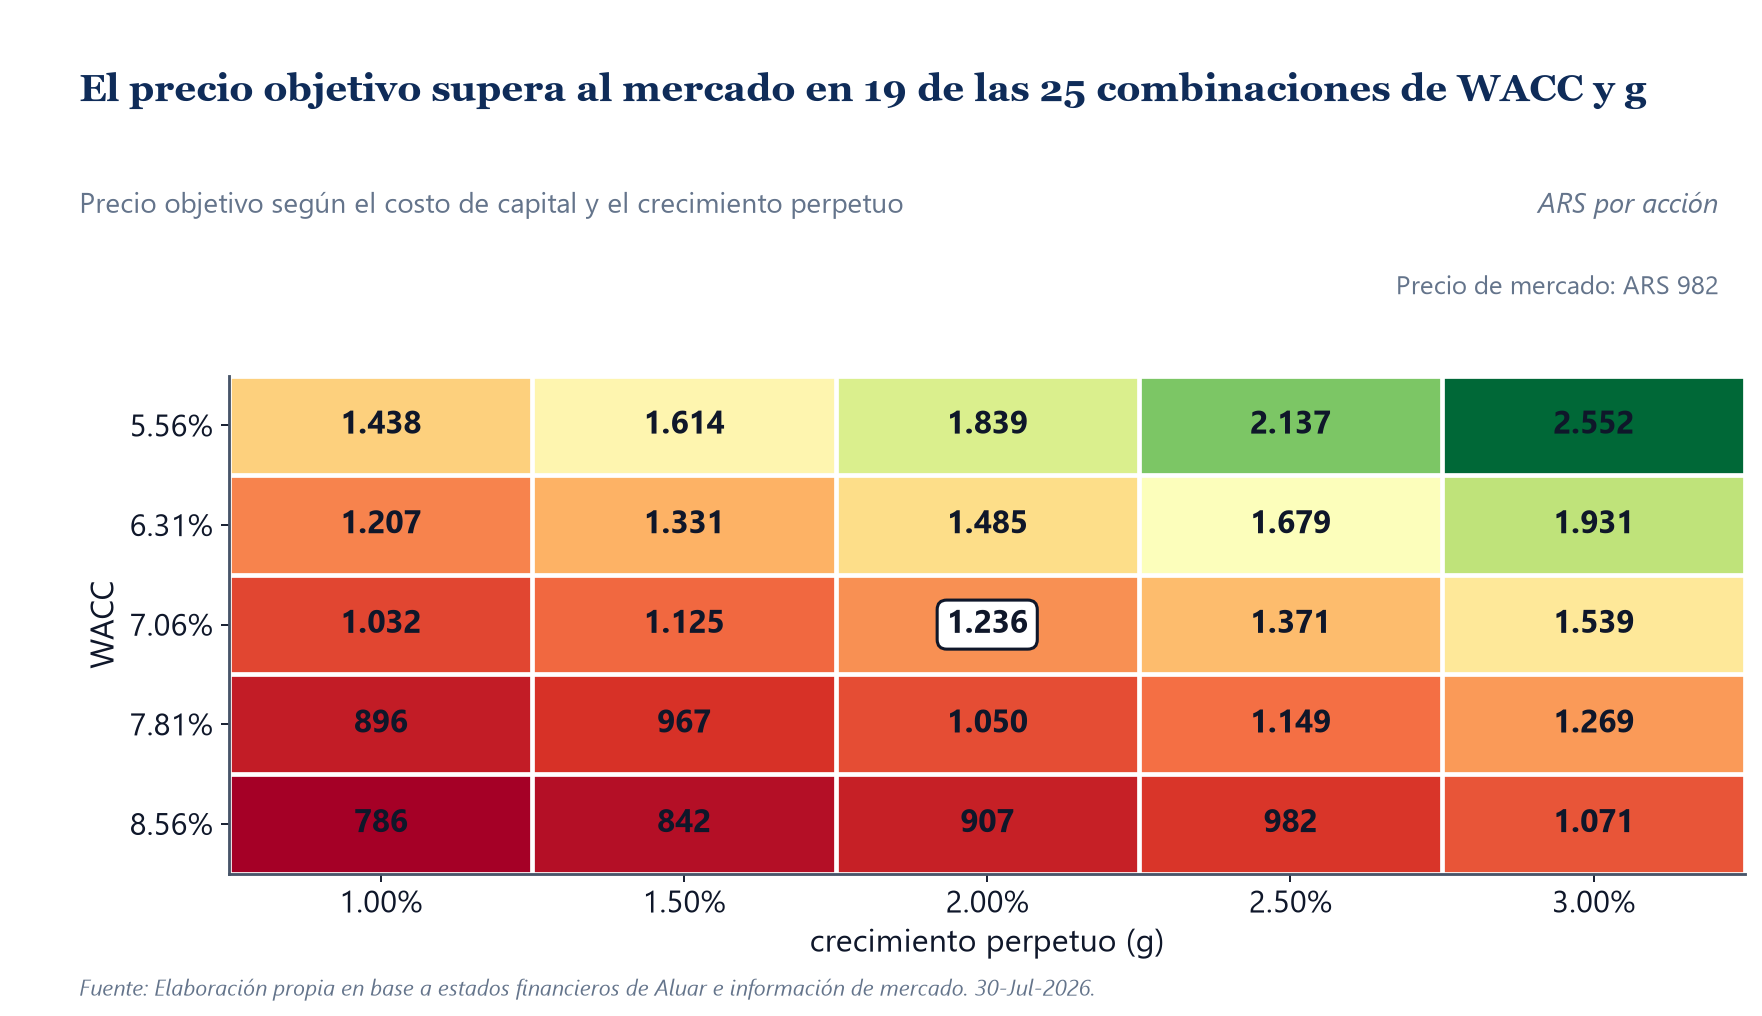 El precio objetivo supera al mercado en 19 de las 25 combinaciones de WACC y g
Precio objetivo según el costo de capital y el crecimiento perpetuo
ARS por acción
Precio de mercado: ARS 982
WACC
5.56% 1.438 1.614 1.839 2.137 2.552
6.31% 1.207 1.331 1.485 1.679 1.931
7.06% 1.032 1.125 1.236 1.371 1.539
7.81% 896 967 1.050 1.149 1.269
8.56% 786 842 907 982 1.071
1.00% 1.50% 2.00% 2.50% 3.00%
crecimiento perpetuo (g)
Fuente: Elaboración propia en base a estados financieros de Aluar e información de mercado. 30-Jul-2026.